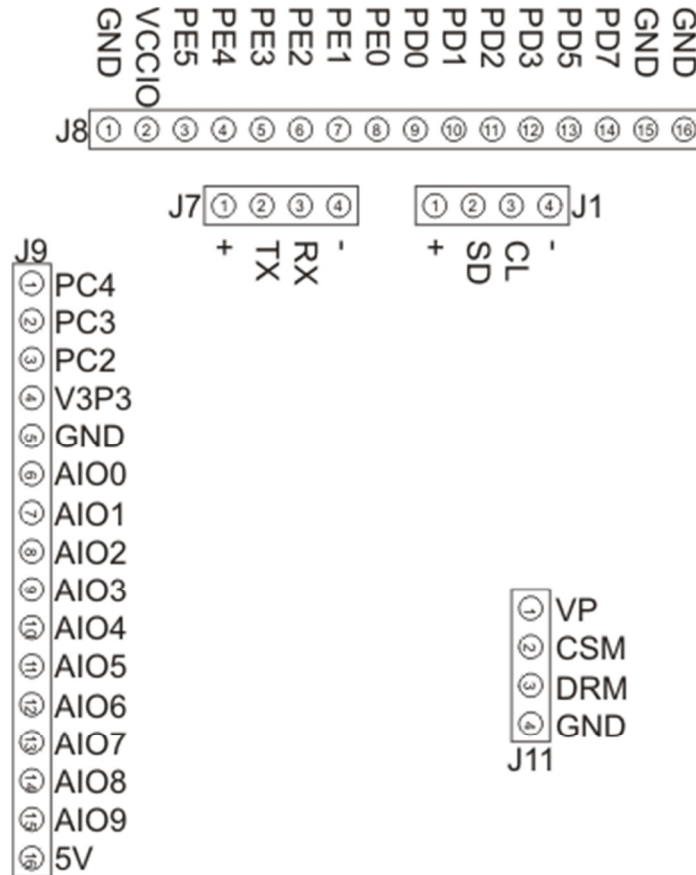 GND VCCIO PE5 PE4 PE3 PE2 PE1 PE0 PD0 PD1 PD2 PD3 PD5 PD7 GND GND
J8 1 2 3 4 5 6 7 8 9 10 11 12 13 14 15 16
J7 1 2 3 4
+ TX RX -
1 2 3 4 J1
+ SD CL -
J9
1 PC4
2 PC3
3 PC2
4 V3P3
5 GND
6 AIO0
7 AIO1
8 AIO2
9 AIO3
10 AIO4
11 AIO5
12 AIO6
13 AIO7
14 AIO8
15 AIO9
16 5V
1 VP
2 CSM
3 DRM
4 GND
J11